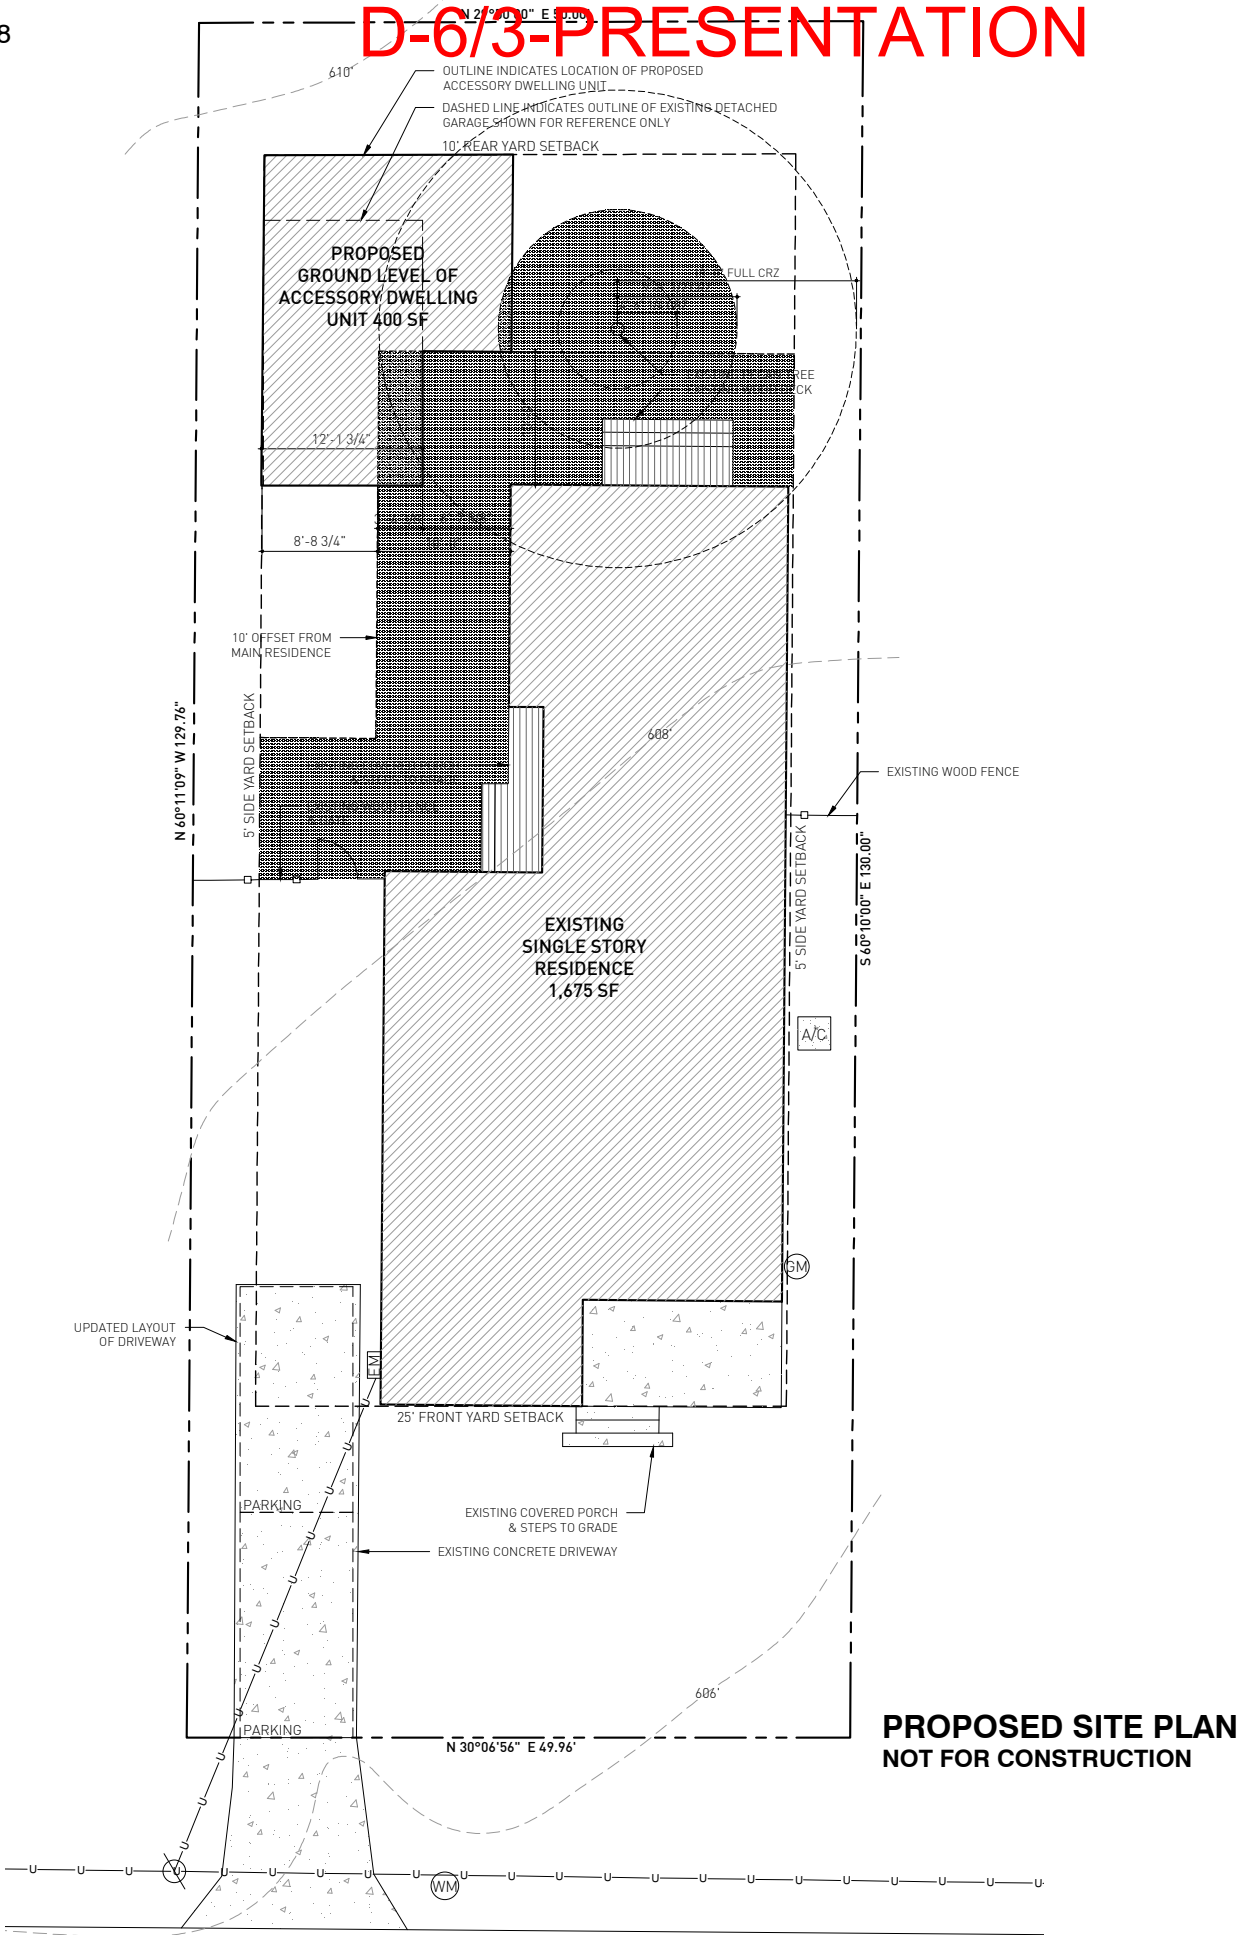 8
D-6/3-PRESENTATION
610'
OUTLINE INDICATES LOCATION OF PROPOSED
ACCESSORY DWELLING UNIT
DASHED LINE INDICATES OUTLINE OF EXISTING DETACHED
GARAGE SHOWN FOR REFERENCE ONLY
10' REAR YARD SETBACK
PROPOSED
GROUND LEVEL OF
ACCESSORY DWELLING
UNIT 400 SF
FULL CRZ
12'-1 3/4"
8'-8 3/4"
10' OFFSET FROM
MAIN RESIDENCE
N 60°11'09" W 129.76"
5' SIDE YARD SETBACK
608'
EXISTING WOOD FENCE
5' SIDE YARD SETBACK
S 60°10'00" E 130.00"
EXISTING
SINGLE STORY
RESIDENCE
1,675 SF
A/C
GM
UPDATED LAYOUT
OF DRIVEWAY
EM
25' FRONT YARD SETBACK
PARKING
EXISTING COVERED PORCH
& STEPS TO GRADE
EXISTING CONCRETE DRIVEWAY
606'
PARKING
N 30°06'56" E 49.96'
PROPOSED SITE PLAN
NOT FOR CONSTRUCTION
U U U U U U U U U U U U U U U U U U U U U U
WM